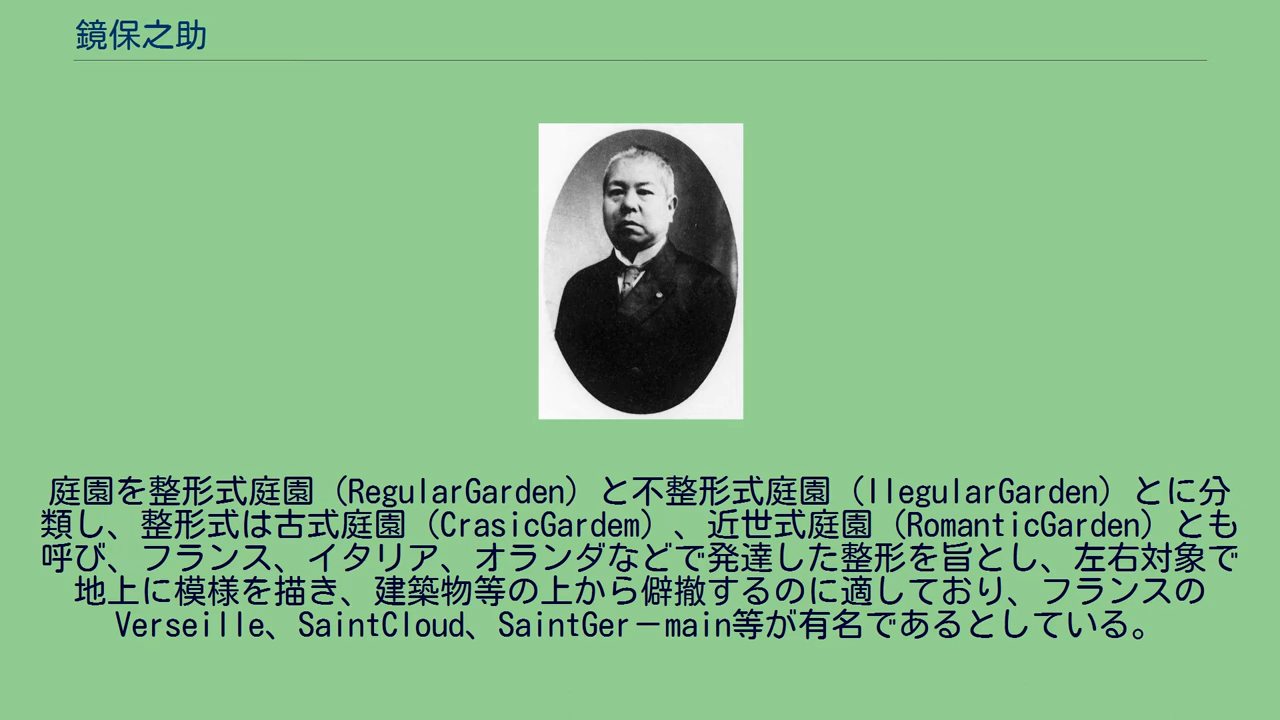 鏡保之助
庭園を整形式庭園（RegularGarden）と不整形式庭園（IlegularGarden）とに分
類し、整形式は古式庭園（CrasicGardem）、近世式庭園（RomanticGarden）とも
呼び、フランス、イタリア、オランダなどで発達した整形を旨とし、左右対象で
地上に模様を描き、建築物等の上から僻撤するのに適しており、フランスの
Verseille、SaintCloud、SaintGer－main等が有名であるとしている。